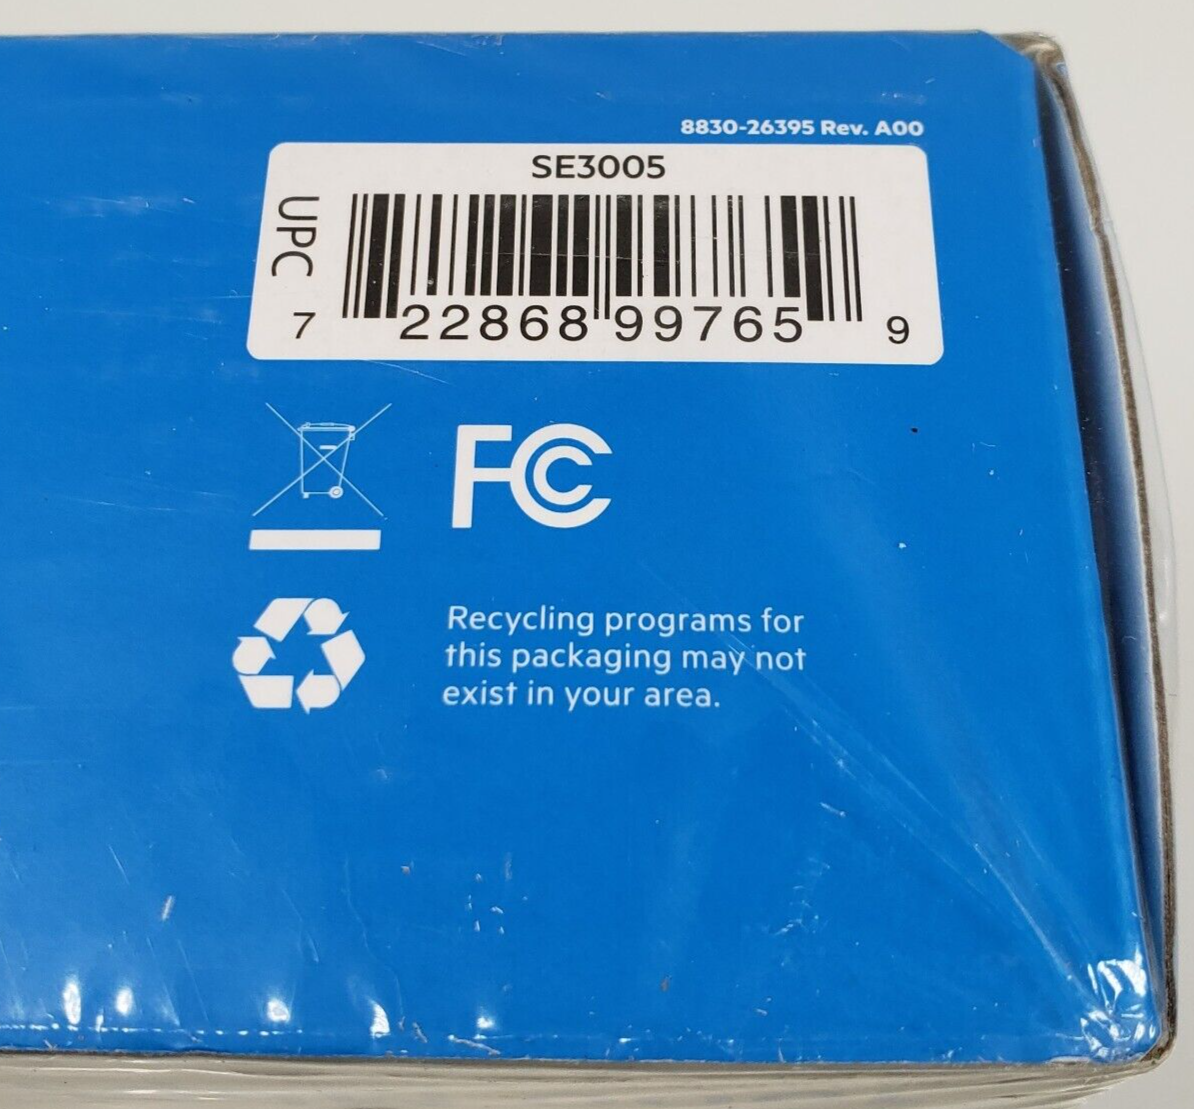 8830-26395 Rev. A00
SE3005
UPC
7 22868 99765 9
FC
Recycling programs for
this packaging may not
exist in your area.